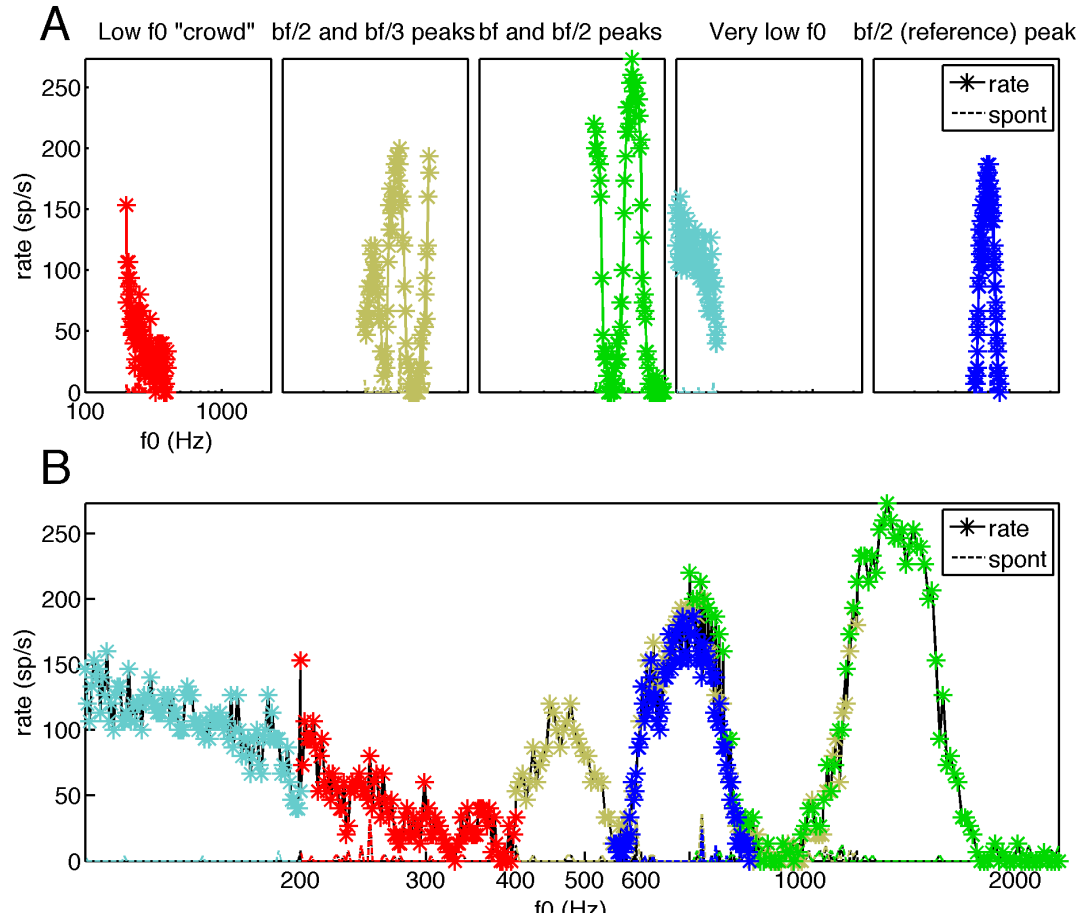 A
Low f0 "crowd" bf/2 and bf/3 peaks bf and bf/2 peaks Very low f0 bf/2 (reference) peak
rate (sp/s)
250
200
150
100
50
0
rate
spont
100 1000
f0 (Hz)
B
rate (sp/s)
250
200
150
100
50
0
rate
spont
200 300 400 500 600 1000 2000
f0 (Hz)